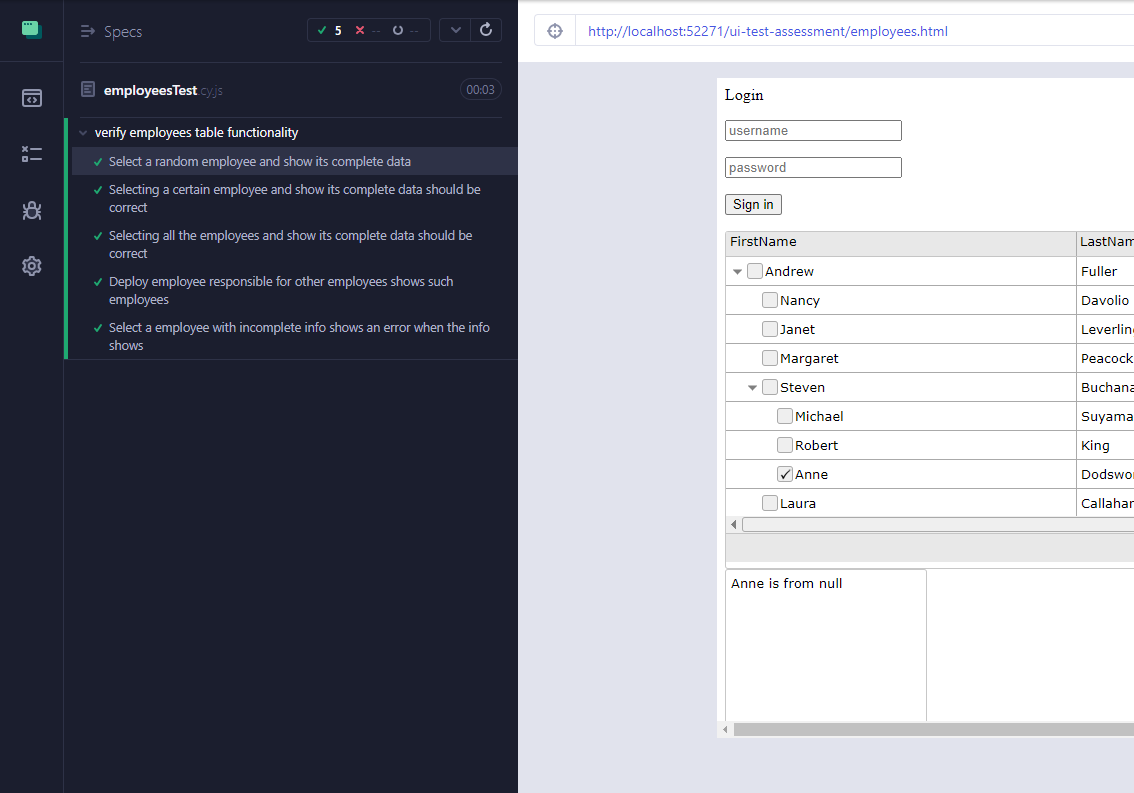 Specs
5 -- --
employeesTest cy.js
00:03
verify employees table functionality
Select a random employee and show its complete data
Selecting a certain employee and show its complete data should be
correct
Selecting all the employees and show its complete data should be
correct
Deploy employee responsible for other employees shows such
employees
Select a employee with incomplete info shows an error when the info
shows
http://localhost:52271/ui-test-assessment/employees.html
Login
username
password
Sign in
FirstName LastNam
Andrew Fuller
Nancy Davolio
Janet Leverlin
Margaret Peacock
Steven Buchana
Michael Suyama
Robert King
Anne Dodswo
Laura Callahan
Anne is from null